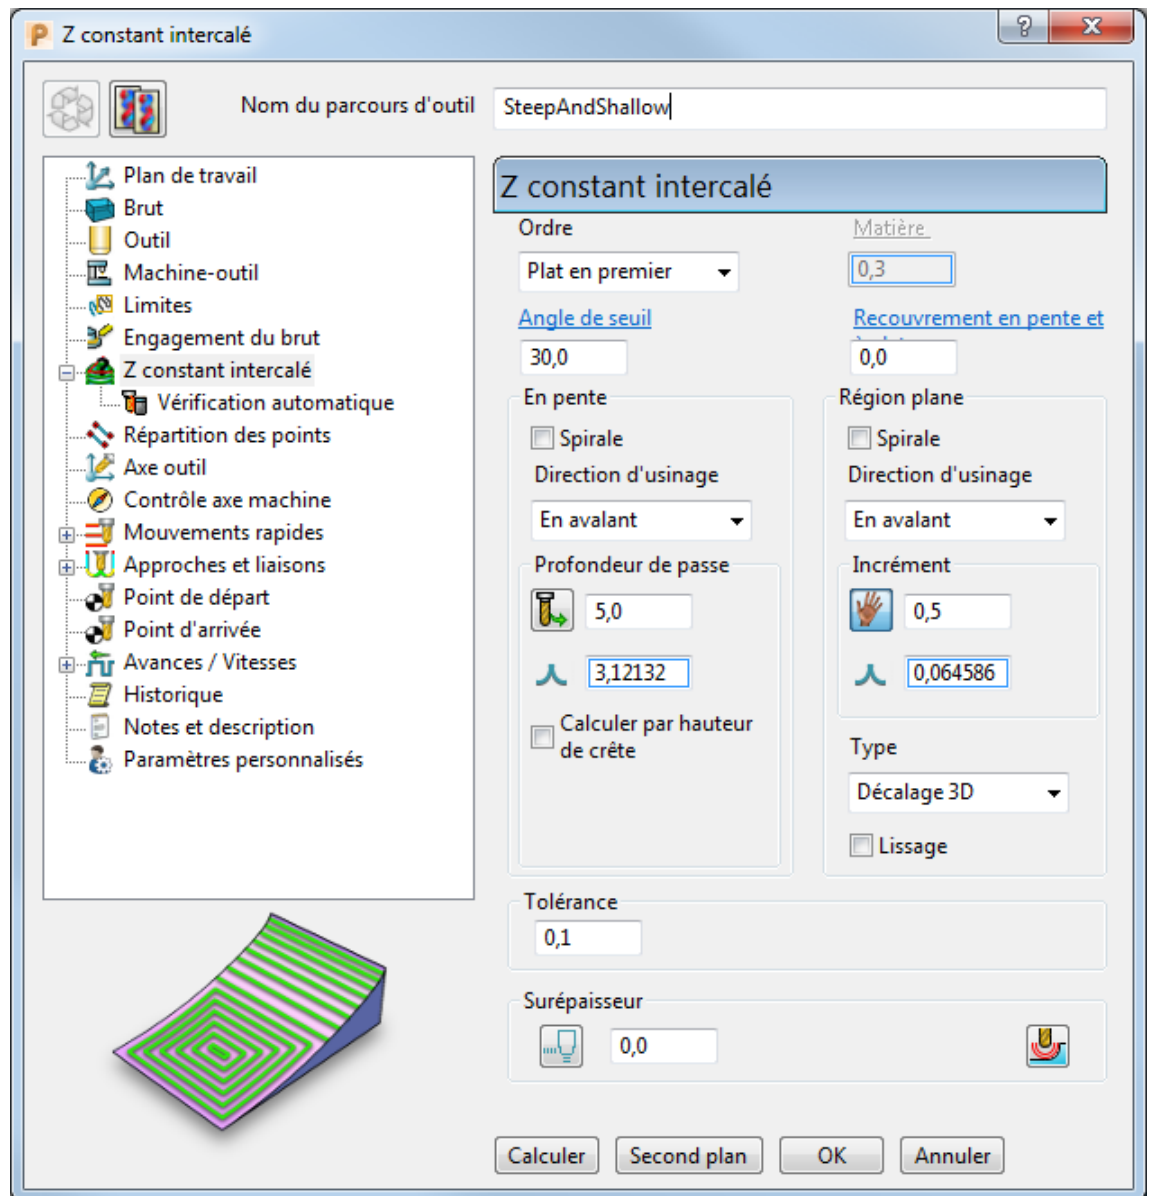 Z constant intercalé
Nom du parcours d'outil SteepAndShallow
Plan de travail
Brut
Outil
Machine-outil
Limites
Engagement du brut
Z constant intercalé
Vérification automatique
Répartition des points
Axe outil
Contrôle axe machine
Mouvements rapides
Approches et liaisons
Point de départ
Point d'arrivée
Avances / Vitesses
Historique
Notes et description
Paramètres personnalisés
Z constant intercalé
Ordre
Plat en premier
Matière
0,3
Angle de seuil
30,0
Recouvrement en pente et
0,0
En pente
Spirale
Direction d'usinage
En avalant
Profondeur de passe
5,0
3,12132
Calculer par hauteur
de crête
Région plane
Spirale
Direction d'usinage
En avalant
Incrément
0,5
0,064586
Type
Décalage 3D
Lissage
Tolérance
0,1
Surépaisseur
0,0
Calculer Second plan OK Annuler